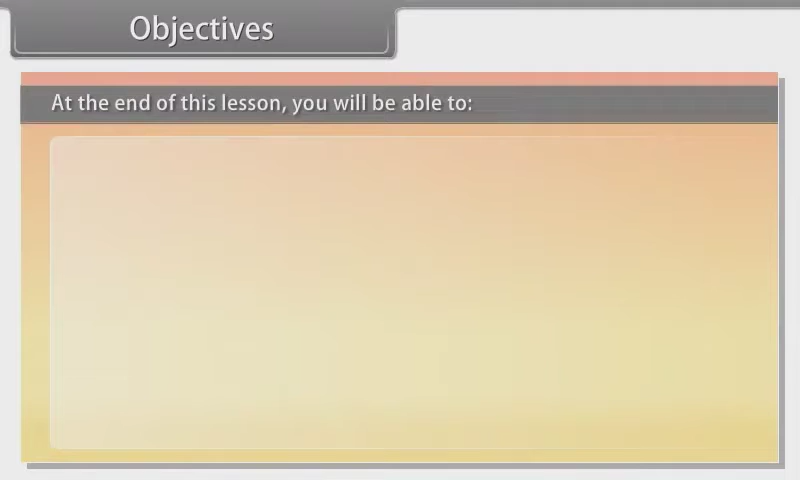 Objectives
At the end of this lesson, you will be able to: